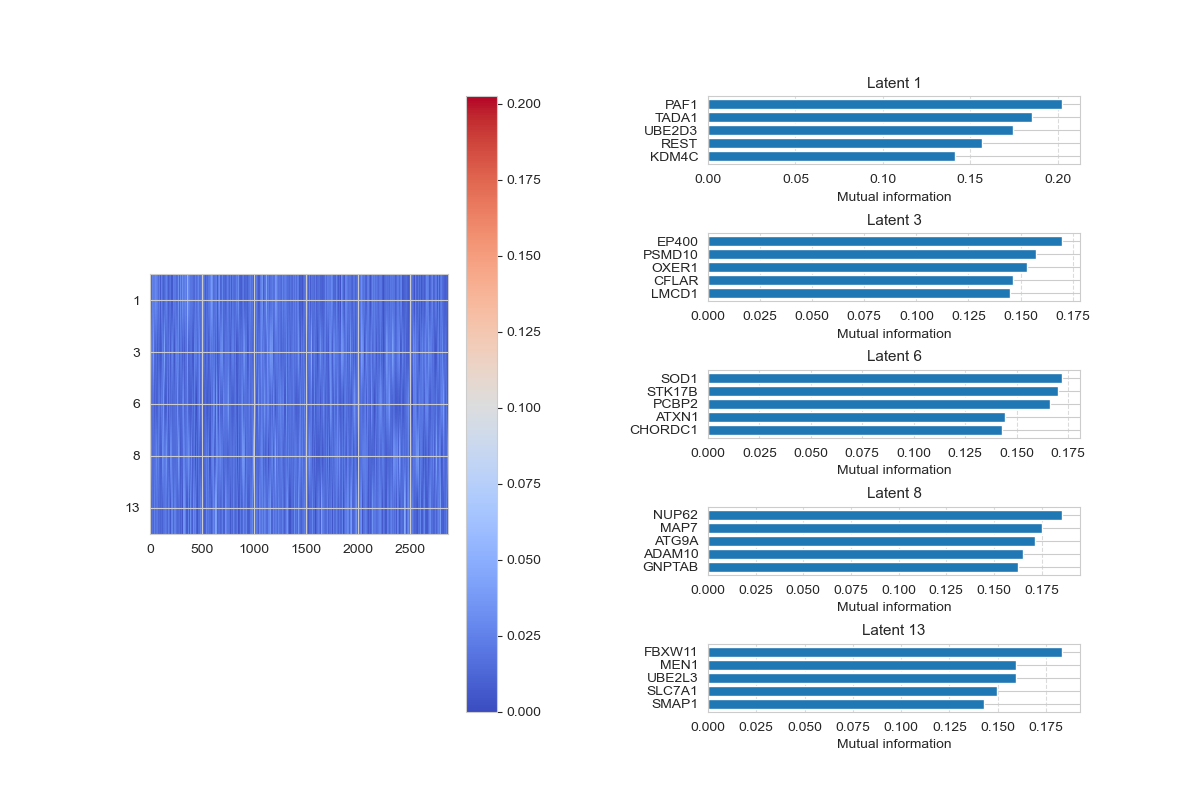 1
3
6
8
13
0 500 1000 1500 2000 2500
0.200
0.175
0.150
0.125
0.100
0.075
0.050
0.025
0.000
Latent 1
PAF1
TADA1
UBE2D3
REST
KDM4C
0.00 0.05 0.10 0.15 0.20
Mutual information
Latent 3
EP400
PSMD10
OXER1
CFLAR
LMCD1
0.000 0.025 0.050 0.075 0.100 0.125 0.150 0.175
Mutual information
Latent 6
SOD1
STK17B
PCBP2
ATXN1
CHORDC1
0.000 0.025 0.050 0.075 0.100 0.125 0.150 0.175
Mutual information
Latent 8
NUP62
MAP7
ATG9A
ADAM10
GNPTAB
0.000 0.025 0.050 0.075 0.100 0.125 0.150 0.175
Mutual information
Latent 13
FBXW11
MEN1
UBE2L3
SLC7A1
SMAP1
0.000 0.025 0.050 0.075 0.100 0.125 0.150 0.175
Mutual information